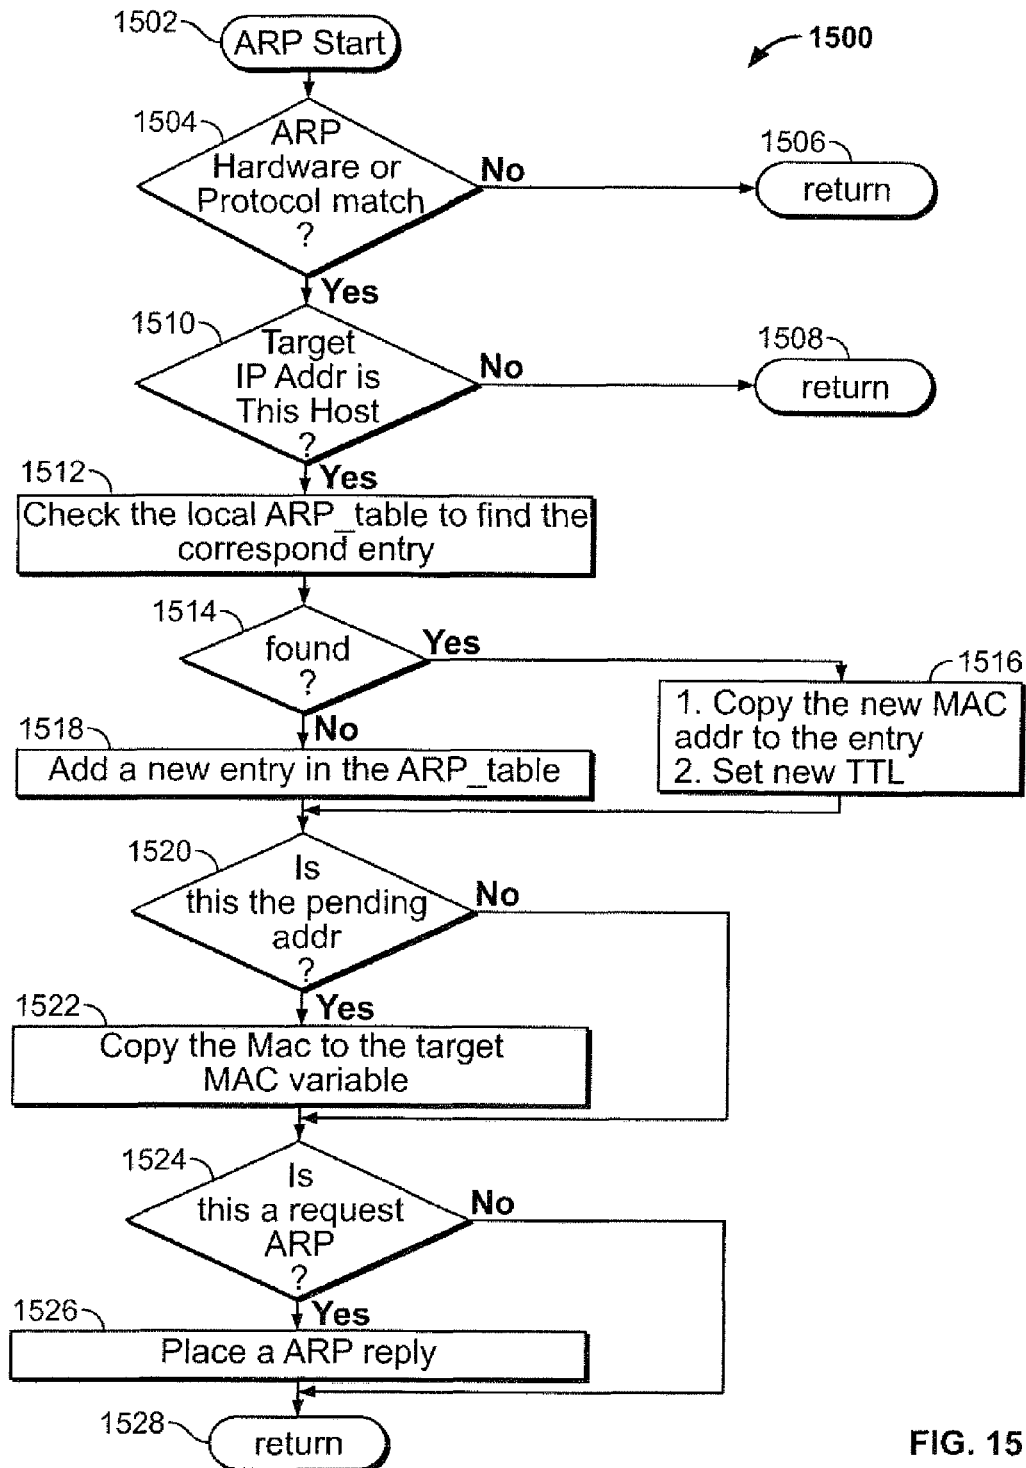 1502
ARP Start
1500
1504
ARP
Hardware or
Protocol match
?
No
1506
return
Yes
1510
Target
IP Addr is
This Host
?
No
1508
return
Yes
1512
Check the local ARP_table to find the
correspond entry
1514
found
?
Yes
1516
1. Copy the new MAC
addr to the entry
2. Set new TTL
No
1518
Add a new entry in the ARP_table
1520
Is
this the pending
addr
?
No
Yes
1522
Copy the Mac to the target
MAC variable
1524
Is
this a request
ARP
?
No
Yes
1526
Place a ARP reply
1528
return
FIG. 15